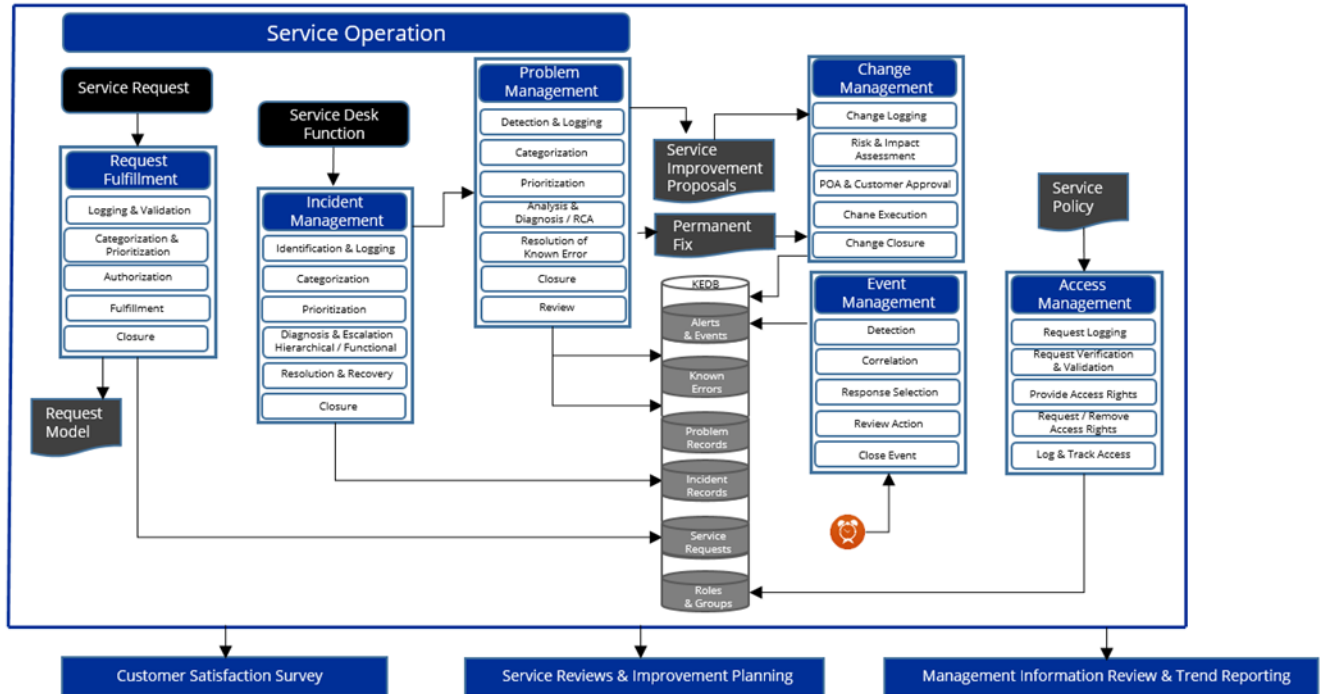 Service Operation
Service Request
Request
Fulfillment
Logging & Validation
Categorization &
Prioritization
Authorization
Fulfillment
Closure
Request
Model
Service Desk
Function
Incident
Management
Identification & Logging
Categorization
Prioritization
Diagnosis & Escalation
Hierarchical / Functional
Resolution & Recovery
Closure
Problem
Management
Detection & Logging
Categorization
Prioritization
Analysis &
Diagnosis / RCA
Resolution of
Known Error
Closure
Review
Service
Improvement
Proposals
Permanent
Fix
KEDB
Alerts
& Events
Known
Errors
Problem
Records
Incident
Records
Service
Requests
Roles
& Groups
Change
Management
Change Logging
Risk & Impact
Assessment
POA & Customer Approval
Chane Execution
Change Closure
Event
Management
Detection
Correlation
Response Selection
Review Action
Close Event
Service
Policy
Access
Management
Request Logging
Request Verification
& Validation
Provide Access Rights
Request / Remove
Access Rights
Log & Track Access
Customer Satisfaction Survey
Service Reviews & Improvement Planning
Management Information Review & Trend Reporting